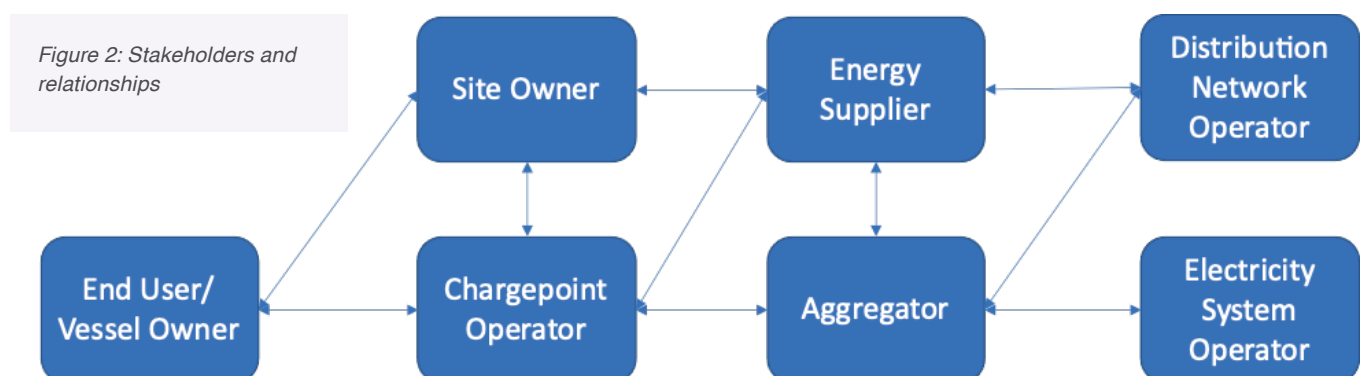 Figure 2: Stakeholders and
relationships
Site Owner
Energy
Supplier
Distribution
Network
Operator
End User/
Vessel Owner
Chargepoint
Operator
Aggregator
Electricity
System
Operator